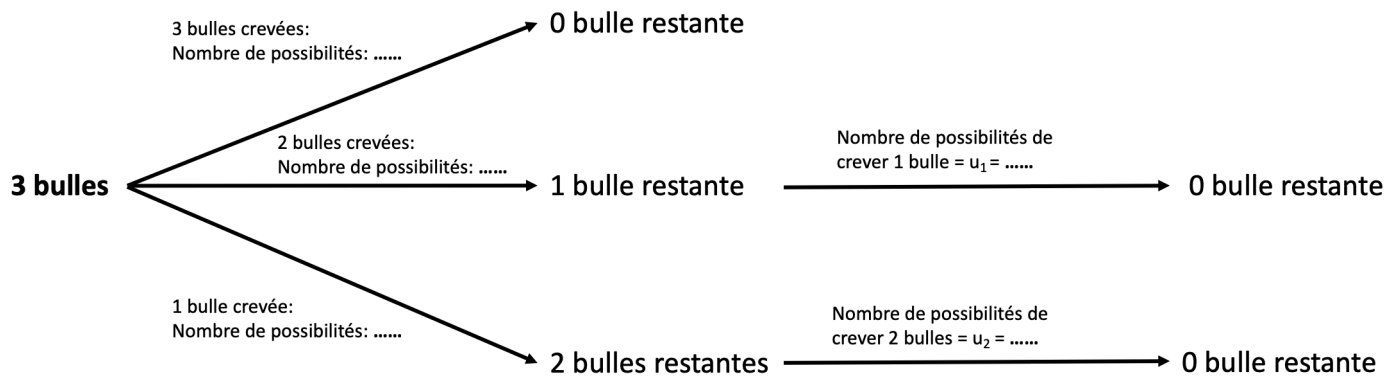 3 bulles crevées:
Nombre de possibilités: ......
0 bulle restante
2 bulles crevées:
Nombre de possibilités: ......
Nombre de possibilités de
crever 1 bulle = u₁ = ......
3 bulles
1 bulle restante
0 bulle restante
1 bulle crevée:
Nombre de possibilités: ......
Nombre de possibilités de
crever 2 bulles = u₂ = ......
2 bulles restantes
0 bulle restante